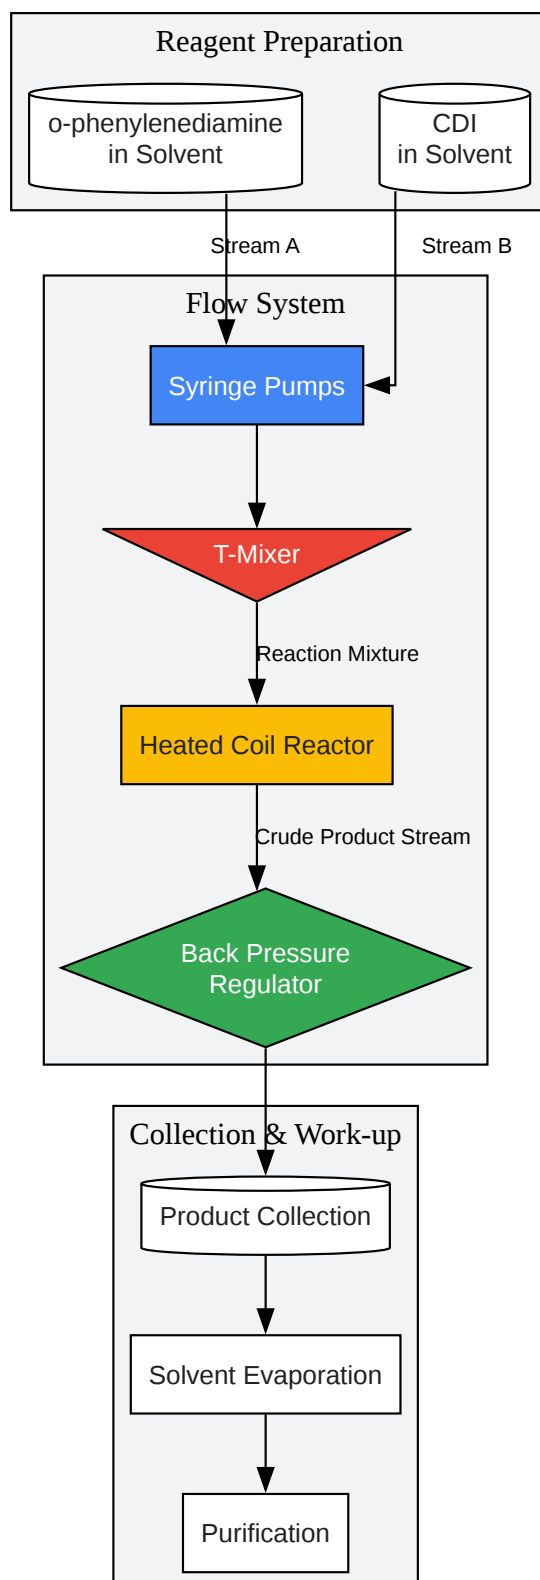 Reagent Preparation
o-phenylenediamine
in Solvent
CDI
in Solvent
Stream A
Stream B
Flow System
Syringe Pumps
T-Mixer
Reaction Mixture
Heated Coil Reactor
Crude Product Stream
Back Pressure
Regulator
Collection & Work-up
Product Collection
Solvent Evaporation
Purification